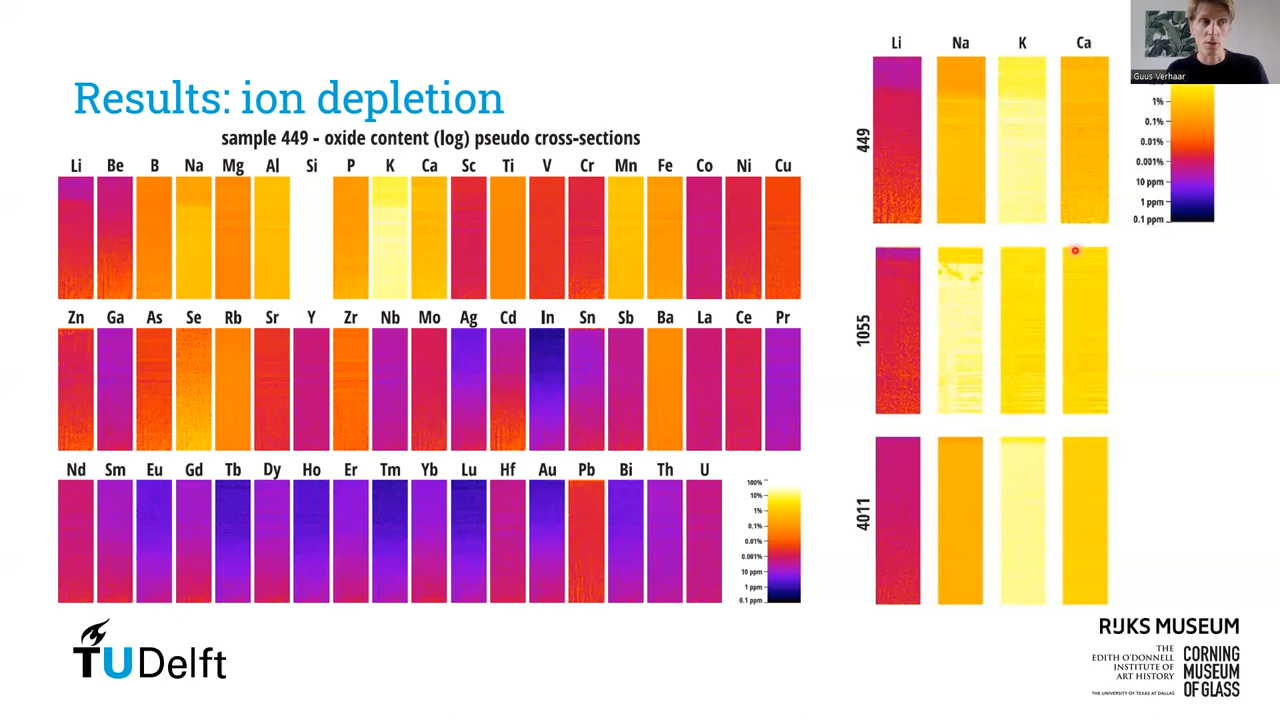 Results: ion depletion
sample 449 - oxide content (log) pseudo cross-sections
Li Be B Na Mg Al Si P K Ca Sc Ti V Cr Mn Fe Co Ni Cu
Zn Ga As Se Rb Sr Y Zr Nb Mo Ag Cd In Sn Sb Ba La Ce Pr
Nd Sm Eu Gd Tb Dy Ho Er Tm Yb Lu Hf Au Pb Bi Th U
100%
10%
1%
0.1%
0.01%
0.001%
10 ppm
1 ppm
0.1 ppm
Li Na K Ca
449
1055
4011
1%
0.1%
0.01%
0.001%
10 ppm
1 ppm
0.1 ppm
Guus Verhaar
TU Delft
RIJKS MUSEUM
THE
EDITH O'DONNELL
INSTITUTE OF
ART HISTORY
THE UNIVERSITY OF TEXAS AT DALLAS
CORNING
MUSEUM
OF GLASS